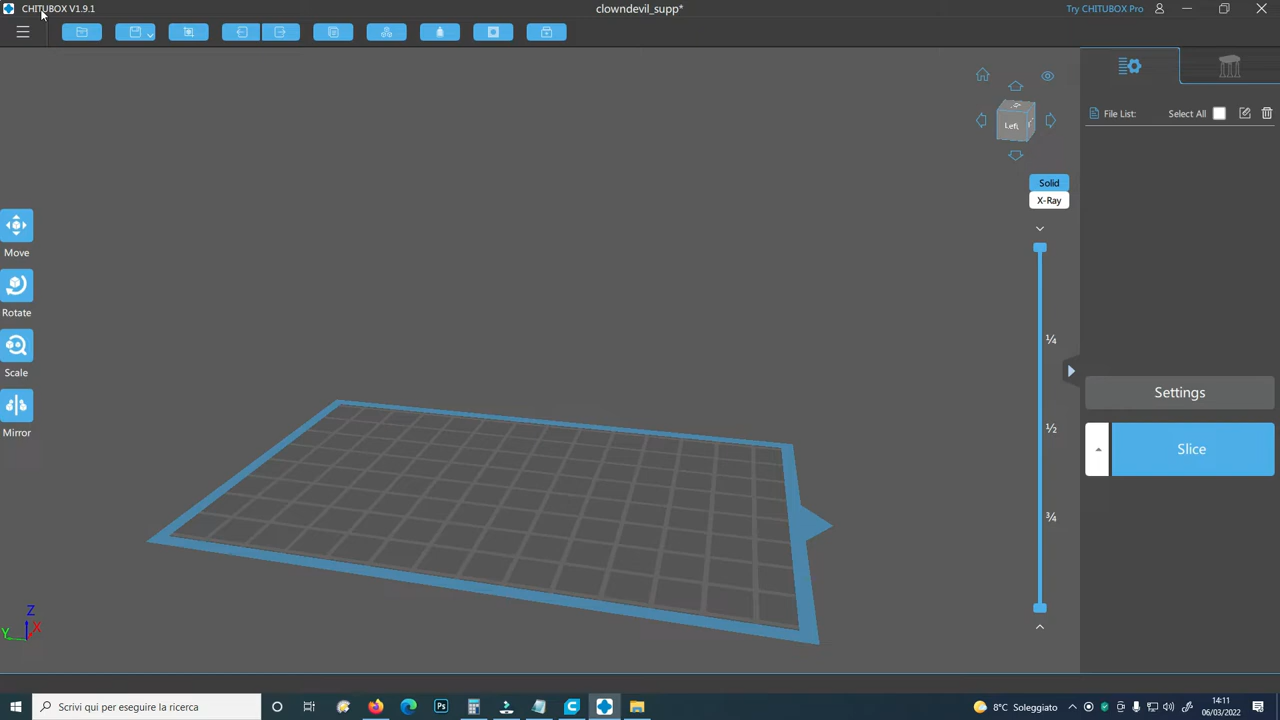 CHITUBOX V1.9.1
clowndevil_supp*
Try CHITUBOX Pro
File List:
Select All
Left
Solid
X-Ray
Move
Rotate
Scale
Mirror
¼
½
¾
Settings
Slice
Z
Y
X
Scrivi qui per eseguire la ricerca
Ps
8°C Soleggiato
14:11
06/03/2022